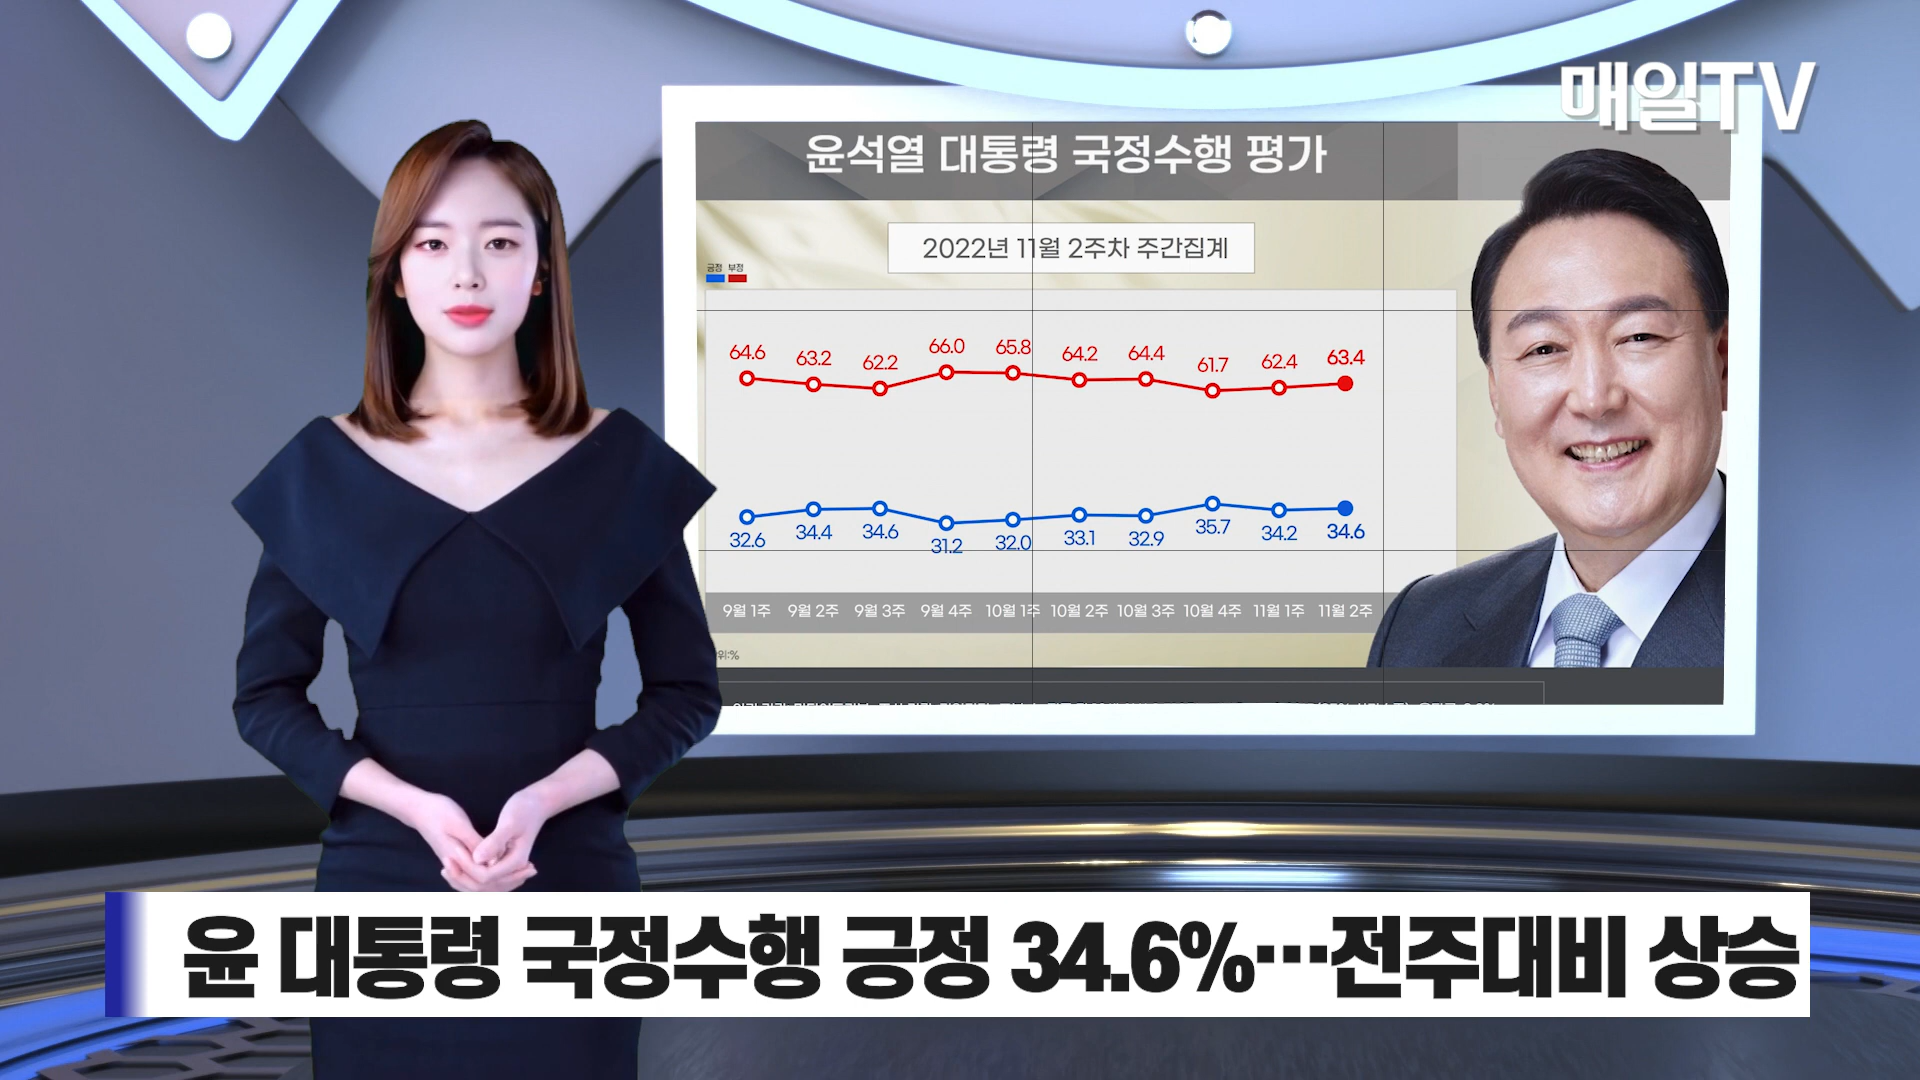 매일TV
윤석열 대통령 국정수행 평가
2022년 11월 2주차 주간집계
긍정 부정
64.6 63.2 62.2 66.0 65.8 64.2 64.4 61.7 62.4 63.4
32.6 34.4 34.6 31.2 32.0 33.1 32.9 35.7 34.2 34.6
9월 1주 9월 2주 9월 3주 9월 4주 10월 1주 10월 2주 10월 3주 10월 4주 11월 1주 11월 2주
위:%
윤 대통령 국정수행 긍정 34.6%…전주대비 상승